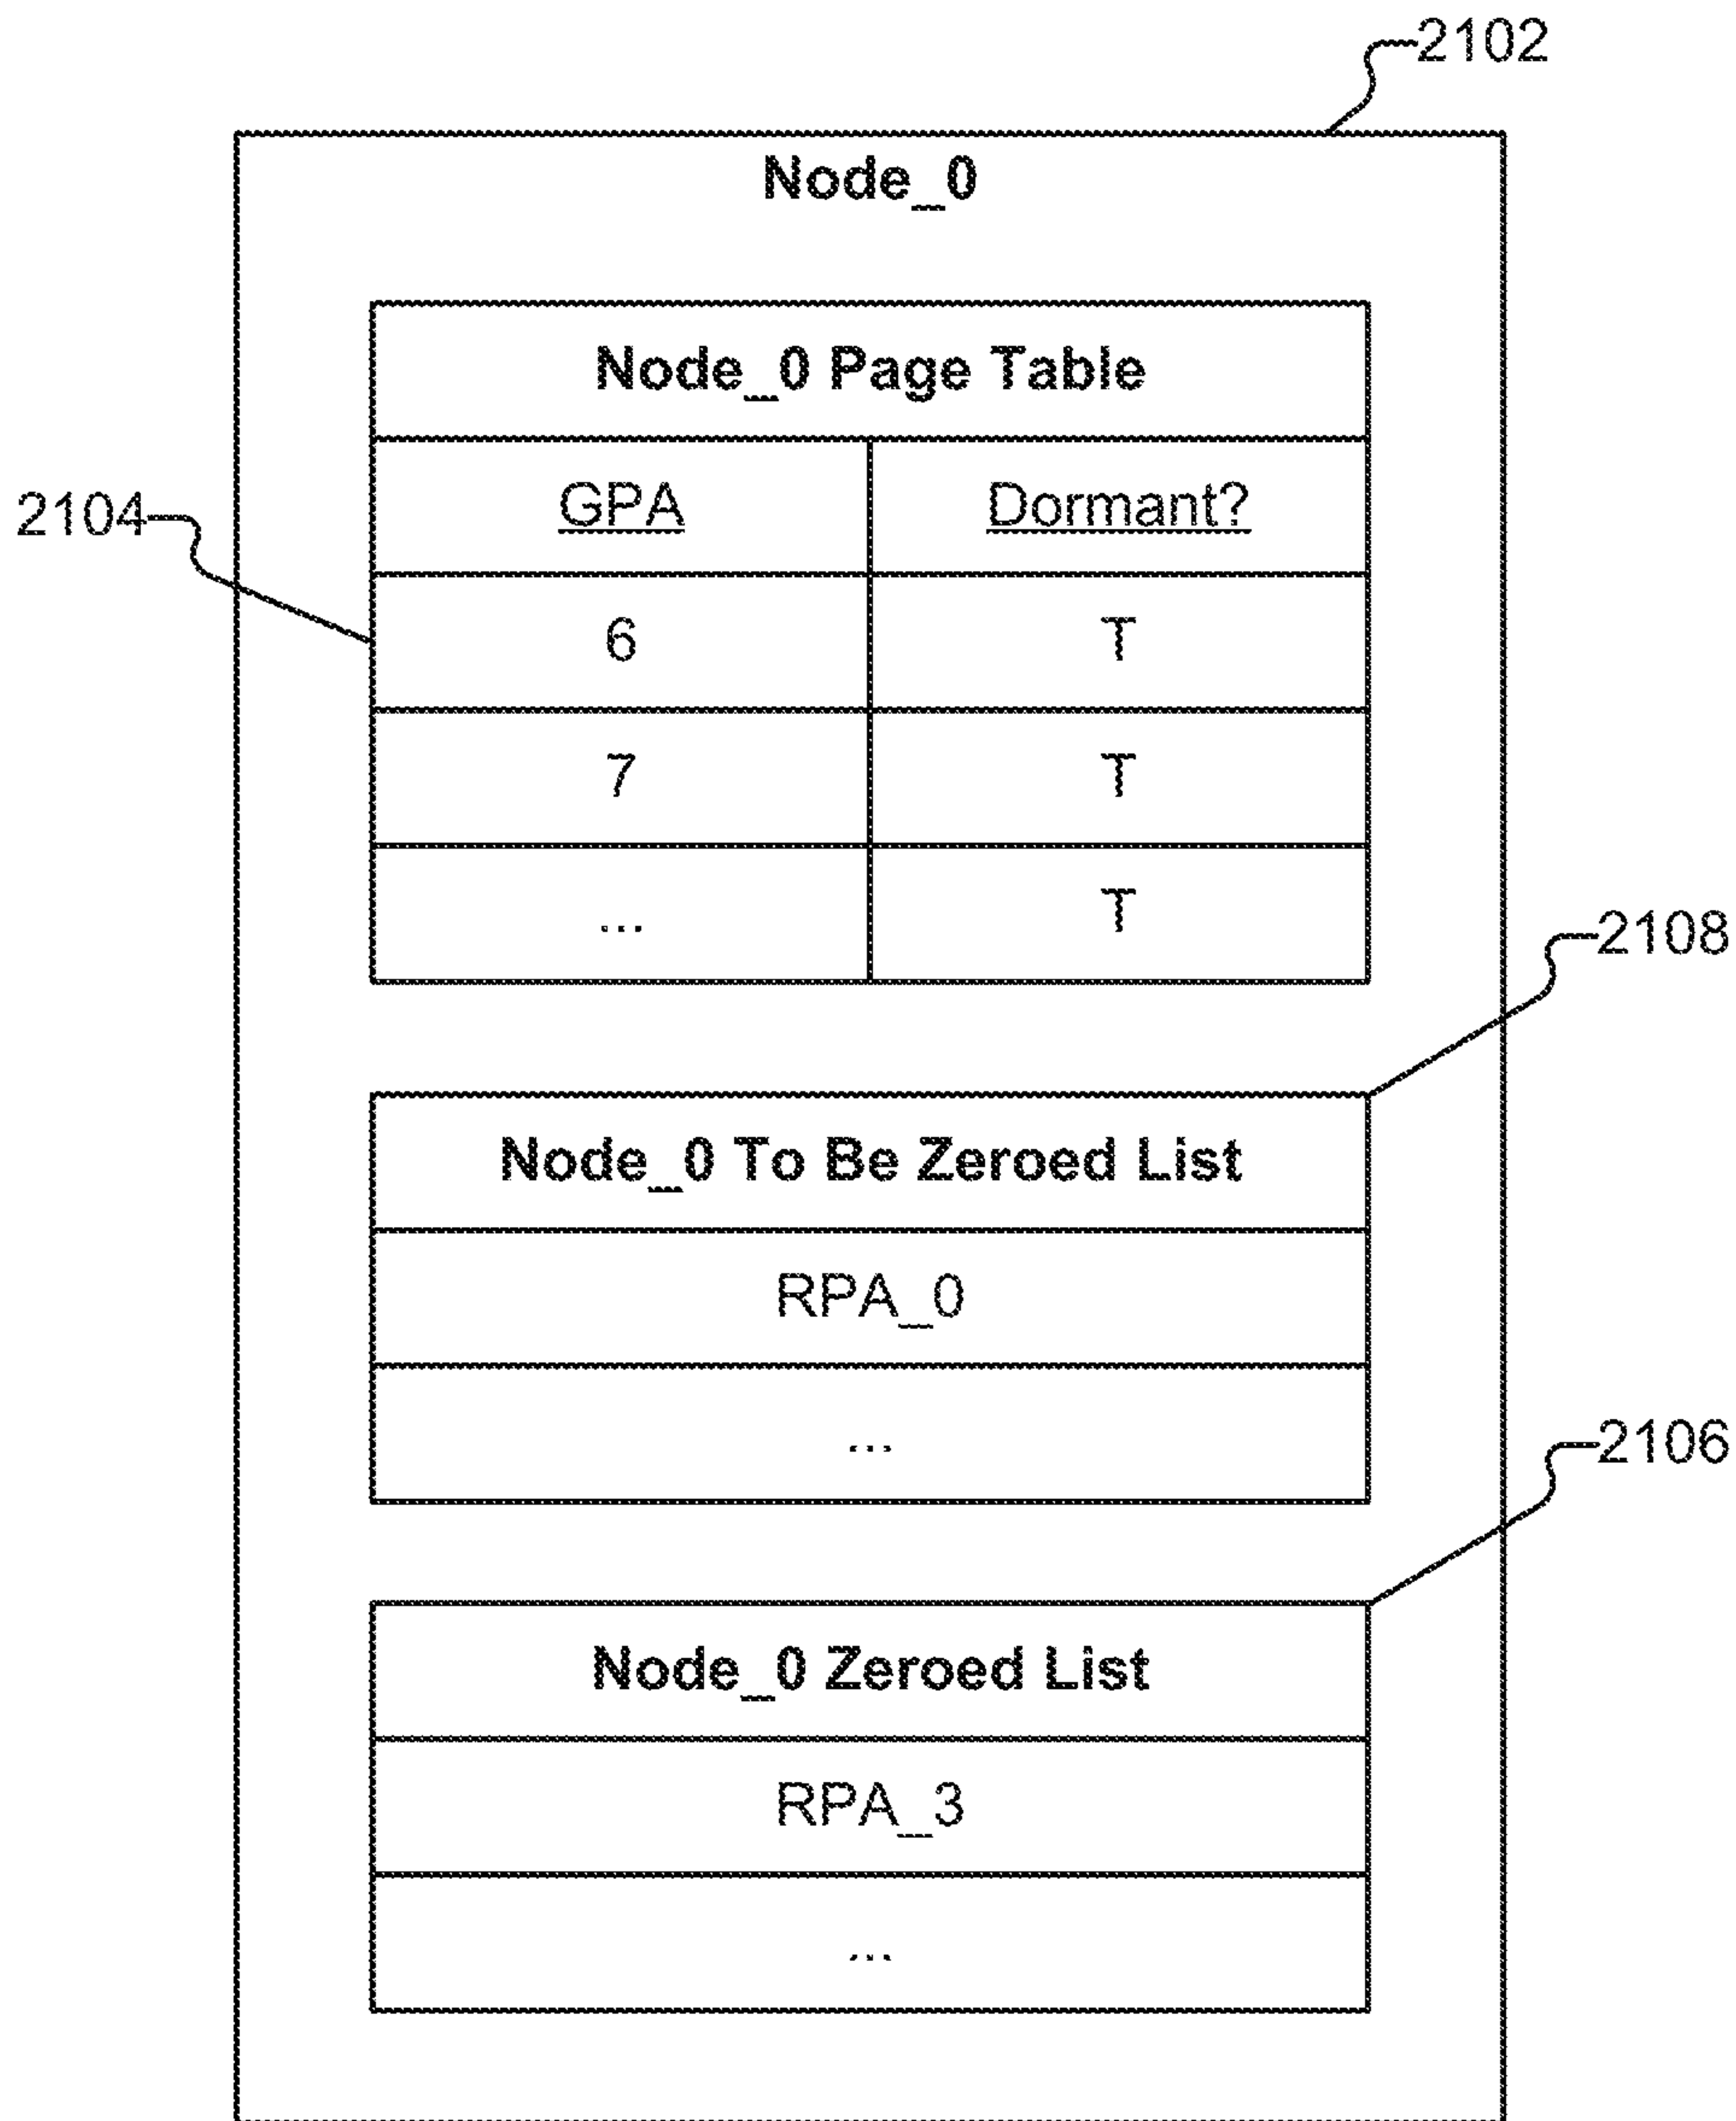 2102
Node_0
Node_0 Page Table
2104
GPA Dormant?
6 T
7 T
... T
2108
Node_0 To Be Zeroed List
RPA_0
...
2106
Node_0 Zeroed List
RPA_3
...